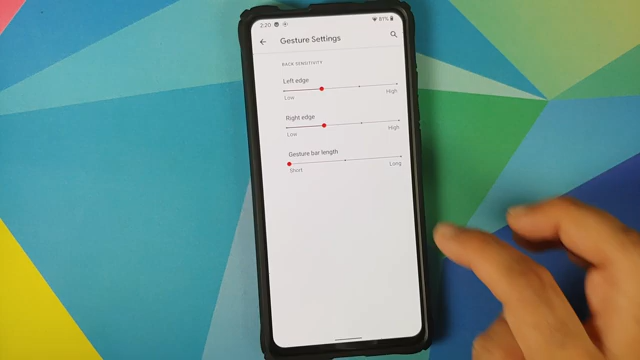 2:20 81%
Gesture Settings
BACK SENSITIVITY
Left edge
Low High
Right edge
Low High
Gesture bar length
Short Long